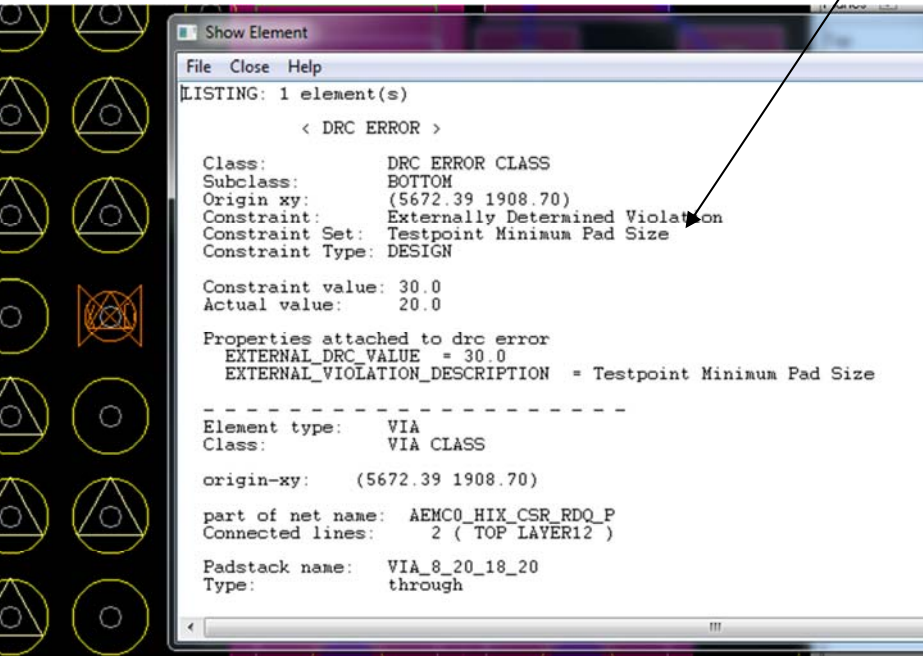 Show Element
File Close Help
LISTING: 1 element(s)
< DRC ERROR >
Class: DRC ERROR CLASS
Subclass: BOTTOM
Origin xy: (5672.39 1908.70)
Constraint: Externally Determined Violation
Constraint Set: Testpoint Minimum Pad Size
Constraint Type: DESIGN
Constraint value: 30.0
Actual value: 20.0
Properties attached to drc error
EXTERNAL_DRC_VALUE = 30.0
EXTERNAL_VIOLATION_DESCRIPTION = Testpoint Minimum Pad Size
- - - - - - - - - - - - - - - - - - - - -
Element type: VIA
Class: VIA CLASS
origin-xy: (5672.39 1908.70)
part of net name: AEMC0_HIX_CSR_RDQ_P
Connected lines: 2 ( TOP LAYER12 )
Padstack name: VIA_8_20_18_20
Type: through